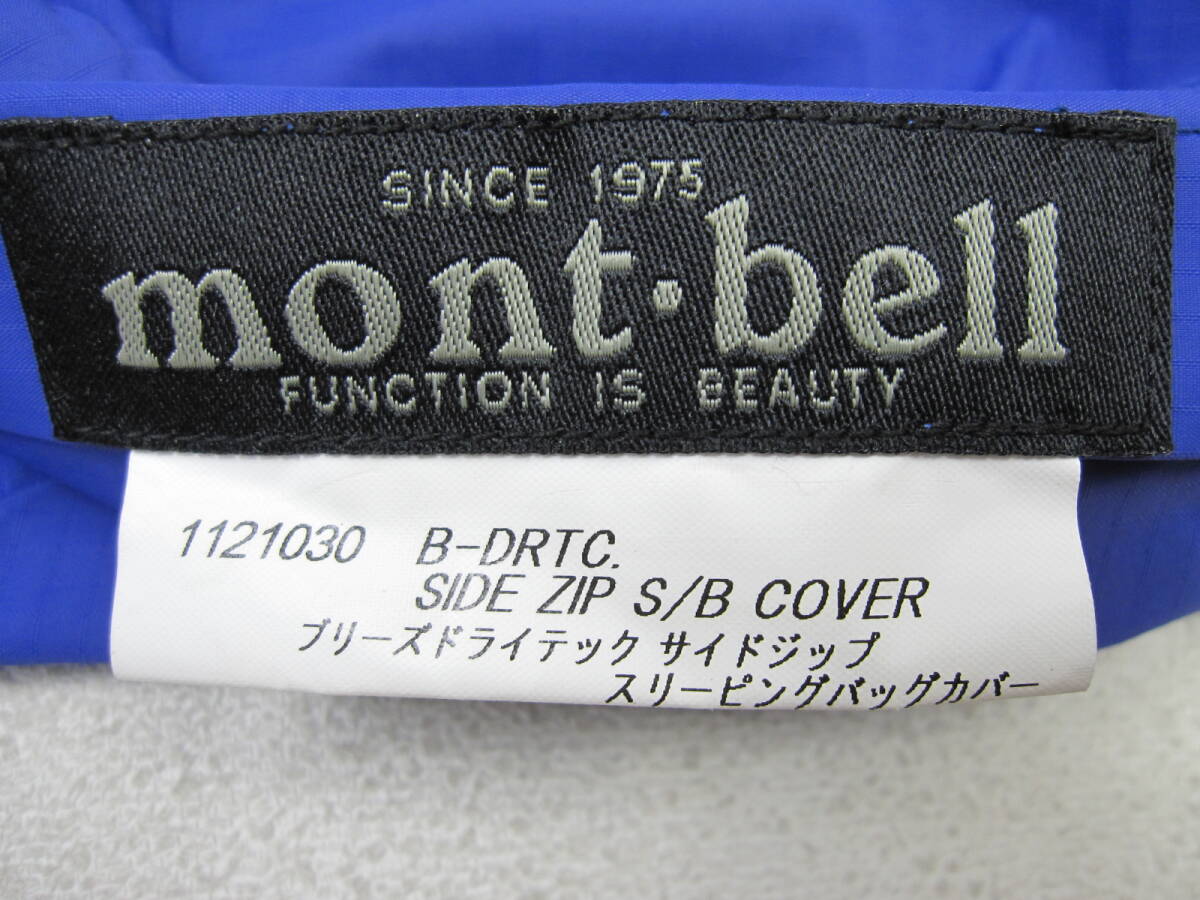 SINCE 1975
mont·bell
FUNCTION IS BEAUTY
1121030 B-DRTC.
SIDE ZIP S/B COVER
ブリーズドライテック サイドジップ
スリーピングバッグカバー